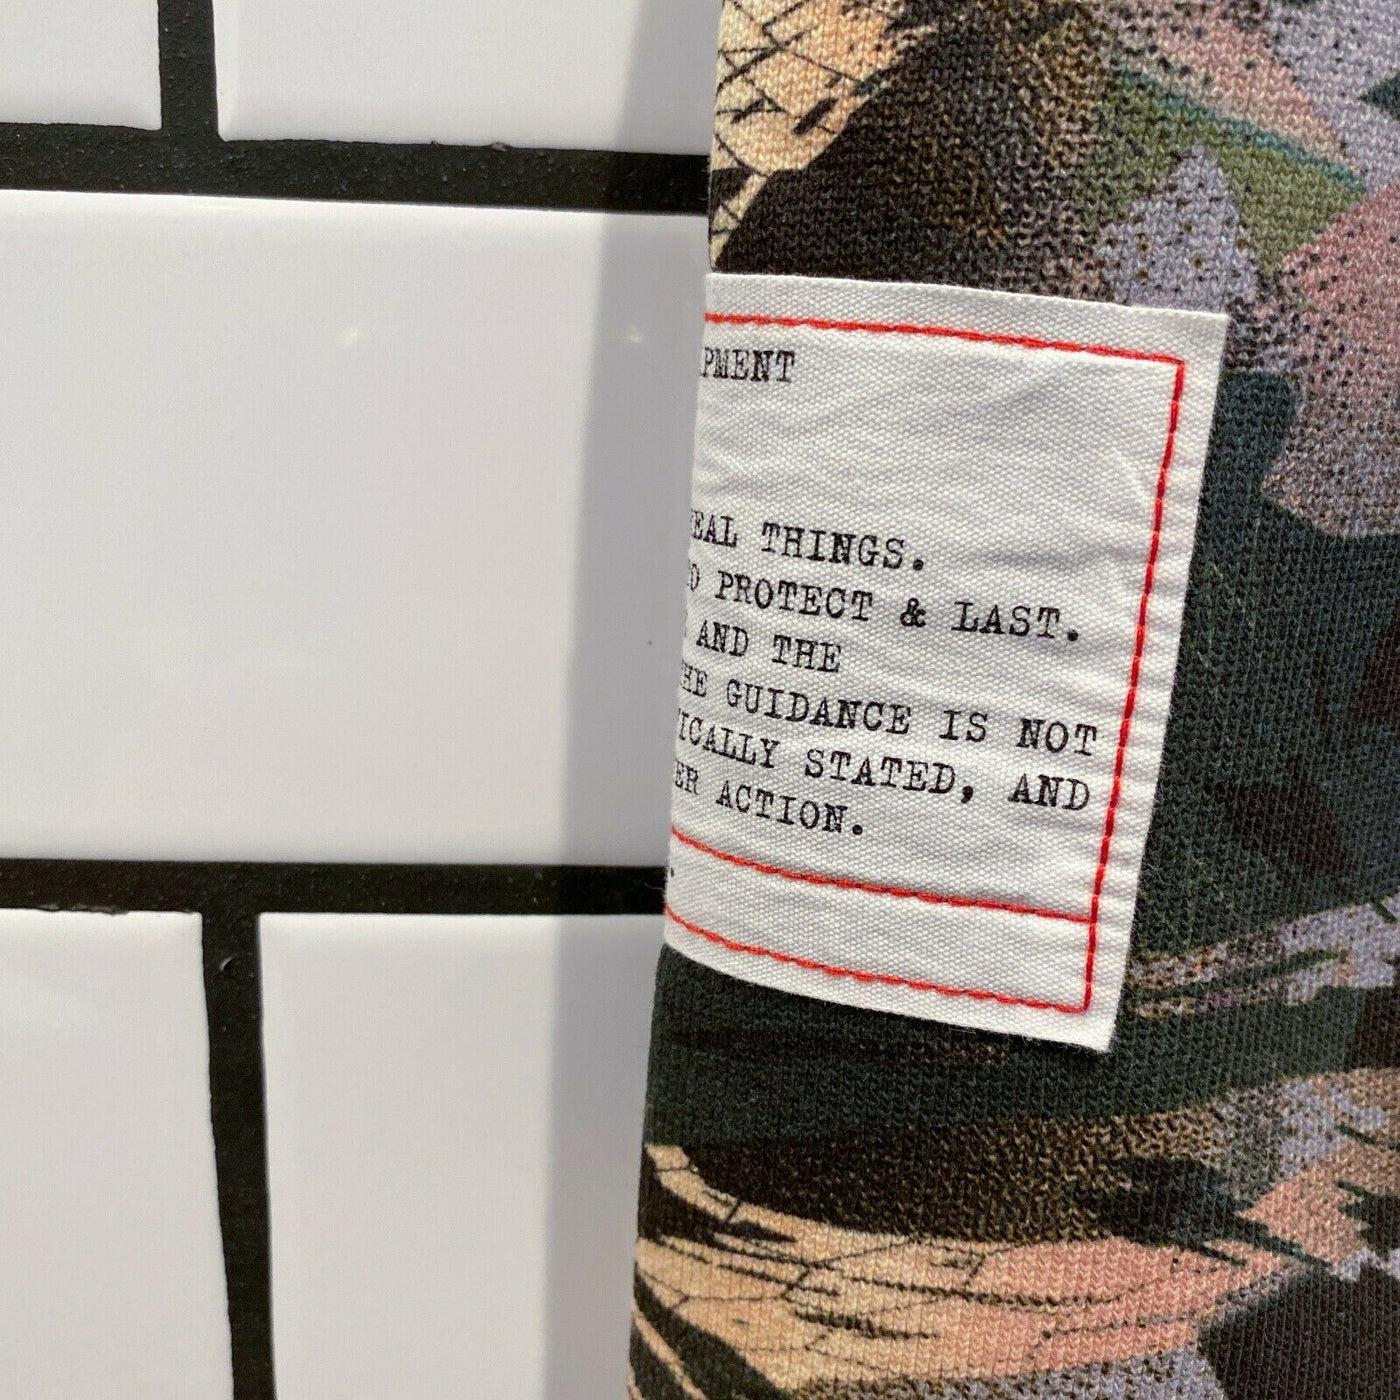 PMENT
EAL THINGS.
O PROTECT & LAST.
AND THE
HE GUIDANCE IS NOT
ICALLY STATED, AND
ER ACTION.